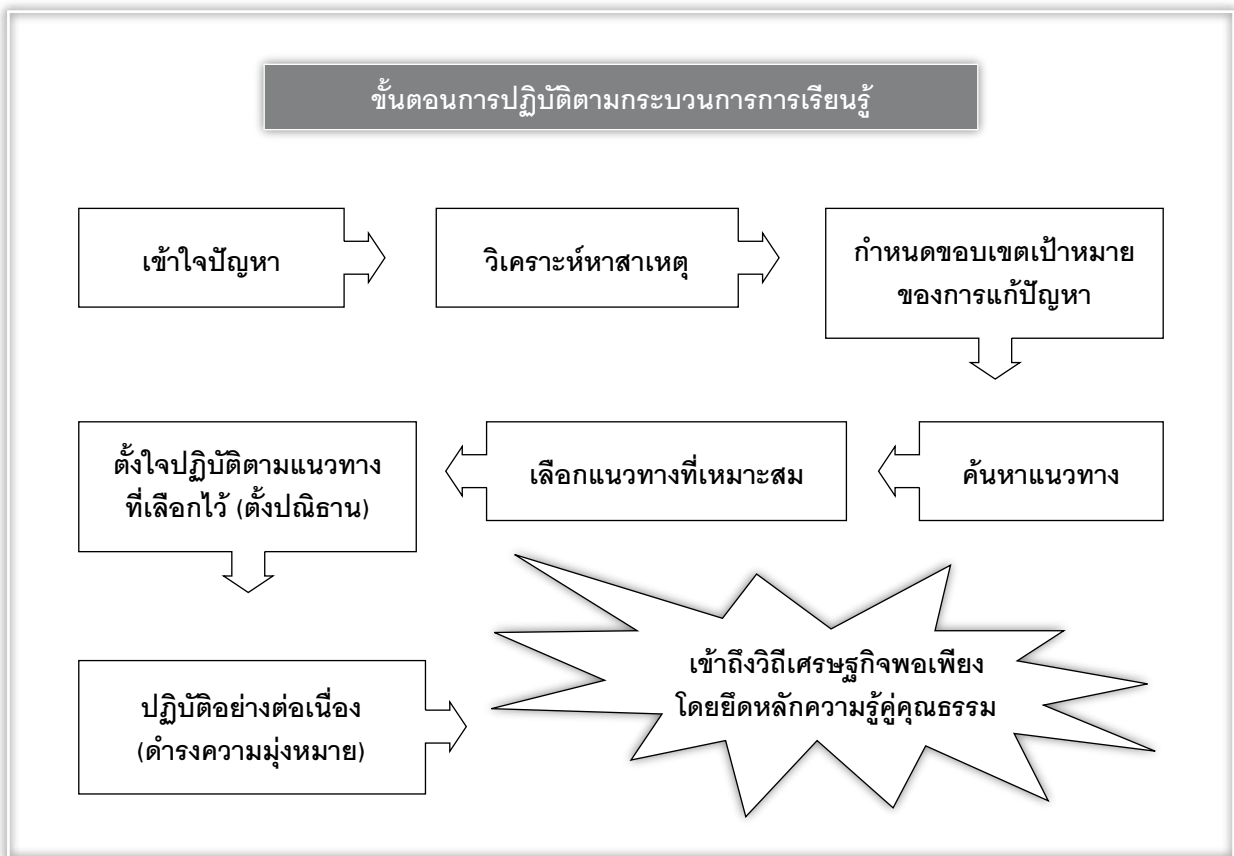 ขั้นตอนการปฏิบัติตามกระบวนการการเรียนรู้
เข้าใจปัญหา
วิเคราะห์หาสาเหตุ
กำหนดขอบเขตเป้าหมาย
ของการแก้ปัญหา
ค้นหาแนวทาง
เลือกแนวทางที่เหมาะสม
ตั้งใจปฏิบัติตามแนวทาง
ที่เลือกไว้ (ตั้งปณิธาน)
ปฏิบัติอย่างต่อเนื่อง
(ดำรงความมุ่งหมาย)
เข้าถึงวิถีเศรษฐกิจพอเพียง
โดยยึดหลักความรู้คู่คุณธรรม